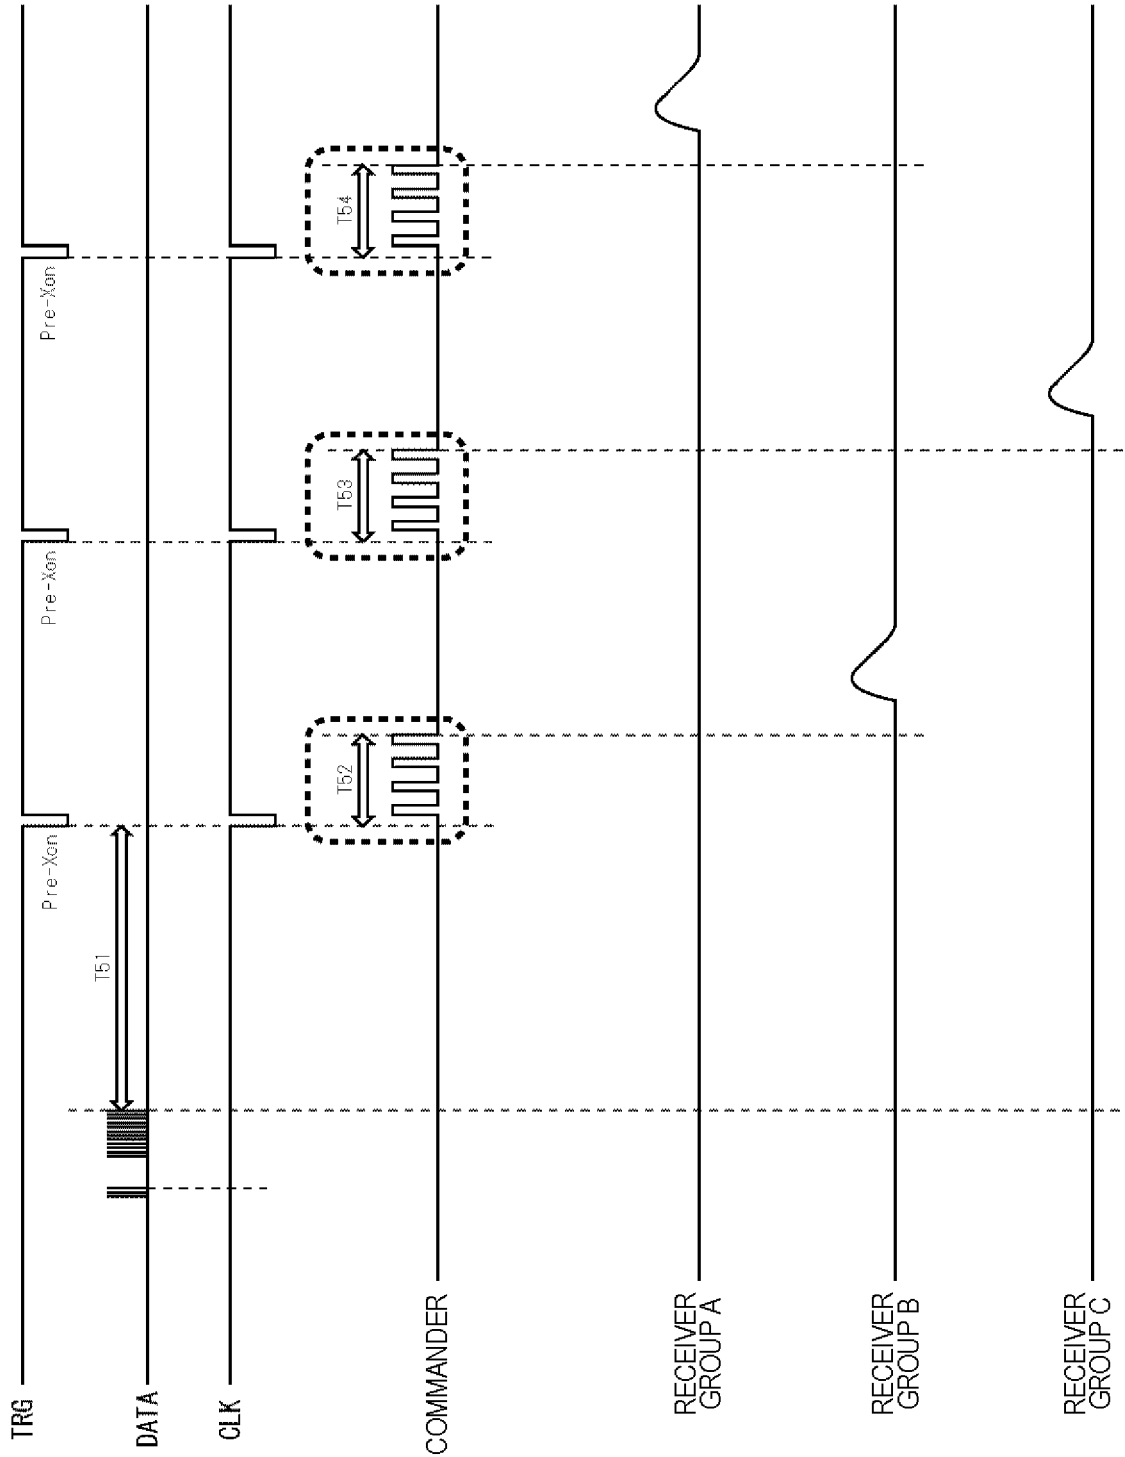 TRG
Pre-Xon
Pre-Xon
Pre-Xon
T51
DATA
CLK
T52
T53
T54
COMMANDER
RECEIVER
GROUP A
RECEIVER
GROUP B
RECEIVER
GROUP C